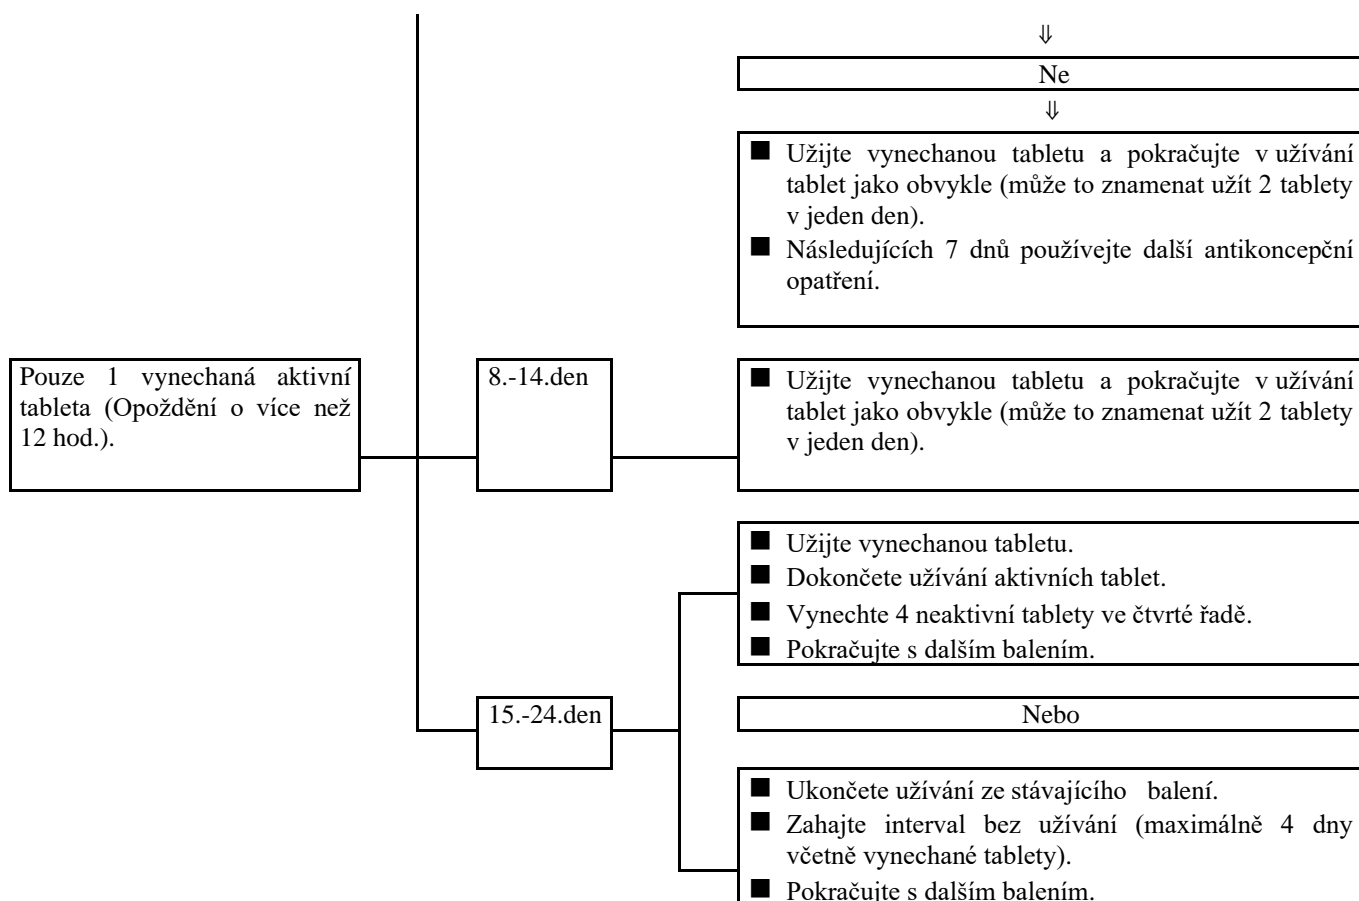 ⇓
Ne
⇓
■ Užijte vynechanou tabletu a pokračujte v užívání
tablet jako obvykle (může to znamenat užít 2 tablety
v jeden den).
■ Následujících 7 dnů používejte další antikoncepční
opatření.
Pouze 1 vynechaná aktivní
tableta (Opoždění o více než
12 hod.).
8.-14.den
■ Užijte vynechanou tabletu a pokračujte v užívání
tablet jako obvykle (může to znamenat užít 2 tablety
v jeden den).
■ Užijte vynechanou tabletu.
■ Dokončete užívání aktivních tablet.
■ Vynechte 4 neaktivní tablety ve čtvrté řadě.
■ Pokračujte s dalším balením.
15.-24.den
Nebo
■ Ukončete užívání ze stávajícího balení.
■ Zahajte interval bez užívání (maximálně 4 dny
včetně vynechané tablety).
■ Pokračujte s dalším balením.